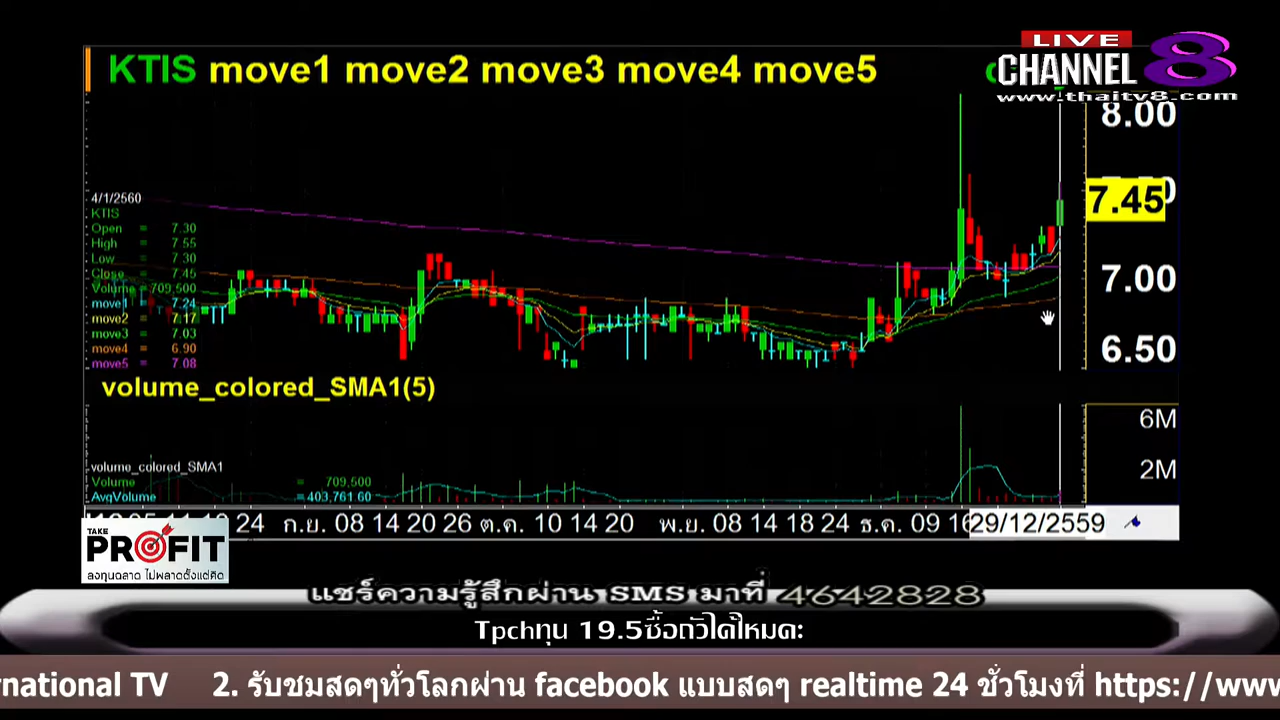 LIVE
CHANNEL 8
www.thaitv8.com
KTIS move1 move2 move3 move4 move5
8.00
7.45
7.00
6.50
4/1/2560
KTIS
Open = 7.30
High = 7.55
Low = 7.30
Close = 7.45
Volume = 709,500
move1 = 7.24
move2 = 7.17
move3 = 7.03
move4 = 6.90
move5 = 7.08
volume_colored_SMA1(5)
6M
2M
volume_colored_SMA1
Volume = 709,500
AvgVolume = 403,761.60
24 ก.ย. 08 14 20 26 ต.ค. 10 14 20 พ.ย. 08 14 18 24 ธ.ค. 09 16 29/12/2559
TAKE
PROFIT
ลงทุนฉลาด ไม่พลาดตั้งแต่คิด
แชร์ความรู้สึกผ่าน SMS มาที่ 4642828
Tpchทุน 19.5ซื้อถัวได้ไหมคะ
rnational TV 2. รับชมสดๆทั่วโลกผ่าน facebook แบบสดๆ realtime 24 ชั่วโมงที่ https://www